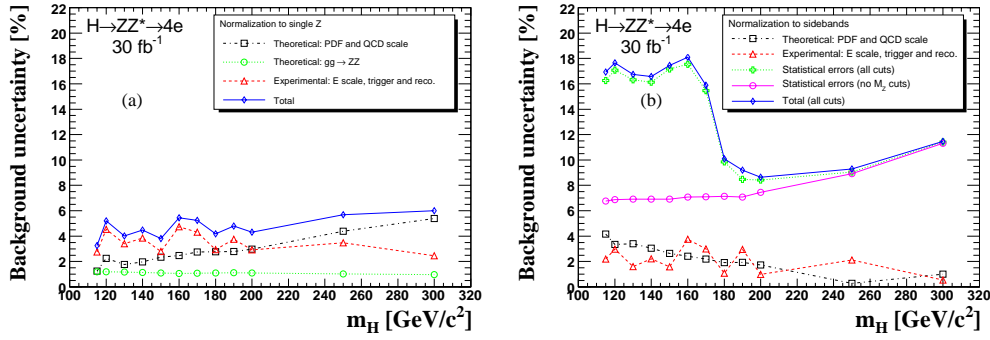 Background uncertainty [%]
22
20
18
16
14
12
10
8
6
4
2
0
H→ZZ*→4e
30 fb⁻¹
(a)
Normalization to single Z
Theoretical: PDF and QCD scale
Theoretical: gg→ZZ
Experimental: E scale, trigger and reco.
Total
100 120 140 160 180 200 220 240 260 280 300 320
m_H [GeV/c²]
Background uncertainty [%]
22
20
18
16
14
12
10
8
6
4
2
0
H→ZZ*→4e
30 fb⁻¹
(b)
Normalization to sidebands
Theoretical: PDF and QCD scale
Experimental: E scale, trigger and reco.
Statistical errors (all cuts)
Statistical errors (no M_Z cuts)
Total (all cuts)
100 120 140 160 180 200 220 240 260 280 300 320
m_H [GeV/c²]